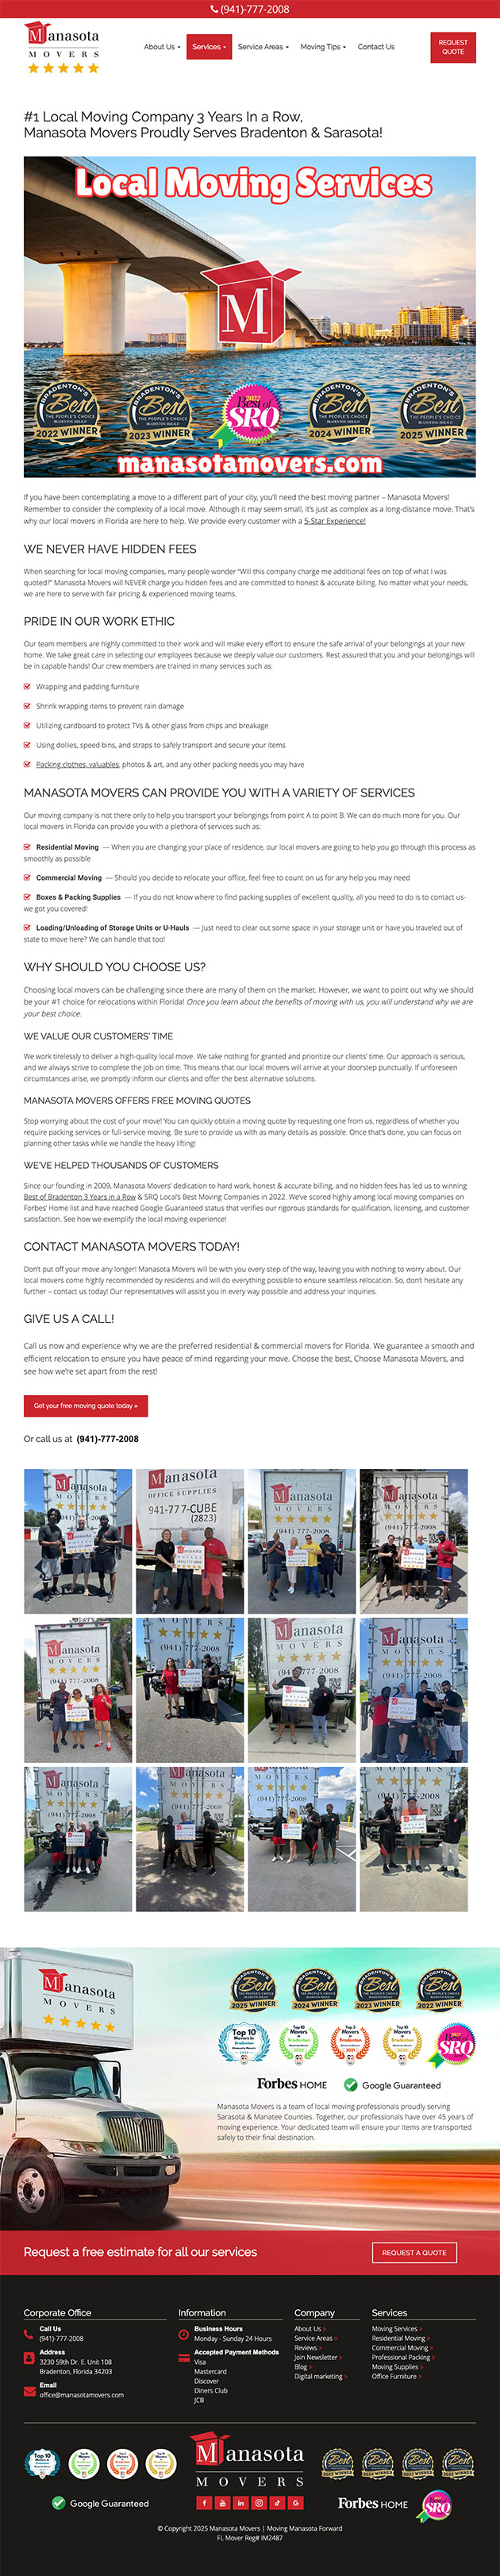 (941)-777-2008
Manasota
MOVERS
About Us
Services
Service Areas
Moving Tips
Contact Us
REQUEST
QUOTE
#1 Local Moving Company 3 Years In a Row,
Manasota Movers Proudly Serves Bradenton & Sarasota!
Local Moving Services
M
BRADENTON'S
Best
THE PEOPLE'S CHOICE
BRADENTON HERALD
2022 WINNER
BRADENTON'S
Best
THE PEOPLE'S CHOICE
BRADENTON HERALD
2023 WINNER
2022
Best of
SRQ
local
BRADENTON'S
Best
THE PEOPLE'S CHOICE
BRADENTON HERALD
2024 WINNER
BRADENTON'S
Best
THE PEOPLE'S CHOICE
BRADENTON HERALD
2025 WINNER
manasotamovers.com
If you have been contemplating a move to a different part of your city, you'll need the best moving partner – Manasota Movers!
Remember to consider the complexity of a local move. Although it may seem small, it's just as complex as a long-distance move. That's
why our local movers in Florida are here to help. We provide every customer with a 5-Star Experience!
WE NEVER HAVE HIDDEN FEES
When searching for local moving companies, many people wonder "Will this company charge me additional fees on top of what I was
quoted?" Manasota Movers will NEVER charge you hidden fees and are committed to honest & accurate billing. No matter what your needs,
we are here to serve with fair pricing & experienced moving teams.
PRIDE IN OUR WORK ETHIC
Our team members are highly committed to their work and will make every effort to ensure the safe arrival of your belongings at your new
home. We take great care in selecting our employees because we deeply value our customers. Rest assured that you and your belongings will
be in capable hands! Our crew members are trained in many services such as:
Wrapping and padding furniture
Shrink wrapping items to prevent rain damage
Utilizing cardboard to protect TVs & other glass from chips and breakage
Using dollies, speed bins, and straps to safely transport and secure your items
Packing clothes, valuables, photos & art, and any other packing needs you may have
MANASOTA MOVERS CAN PROVIDE YOU WITH A VARIETY OF SERVICES
Our moving company is not there only to help you transport your belongings from point A to point B. We can do much more for you. Our
local movers in Florida can provide you with a plethora of services such as:
Residential Moving — When you are changing your place of residence, our local movers are going to help you go through this process as
smoothly as possible
Commercial Moving — Should you decide to relocate your office, feel free to count on us for any help you may need
Boxes & Packing Supplies — If you do not know where to find packing supplies of excellent quality, all you need to do is to contact us-
we got you covered!
Loading/Unloading of Storage Units or U-Hauls — Just need to clear out some space in your storage unit or have you traveled out of
state to move here? We can handle that too!
WHY SHOULD YOU CHOOSE US?
Choosing local movers can be challenging since there are many of them on the market. However, we want to point out why we should
be your #1 choice for relocations within Florida! Once you learn about the benefits of moving with us, you will understand why we are
your best choice.
WE VALUE OUR CUSTOMERS' TIME
We work tirelessly to deliver a high-quality local move. We take nothing for granted and prioritize our clients' time. Our approach is serious,
and we always strive to complete the job on time. This means that our local movers will arrive at your doorstep punctually. If unforeseen
circumstances arise, we promptly inform our clients and offer the best alternative solutions.
MANASOTA MOVERS OFFERS FREE MOVING QUOTES
Stop worrying about the cost of your move! You can quickly obtain a moving quote by requesting one from us, regardless of whether you
require packing services or full-service moving. Be sure to provide us with as many details as possible. Once that's done, you can focus on
planning other tasks while we handle the heavy lifting!
WE'VE HELPED THOUSANDS OF CUSTOMERS
Since our founding in 2009, Manasota Movers' dedication to hard work, honest & accurate billing, and no hidden fees has led us to winning
Best of Bradenton 3 Years in a Row & SRQ Local's Best Moving Companies in 2022. We've scored highly among local moving companies on
Forbes' Home list and have reached Google Guaranteed status that verifies our rigorous standards for qualification, licensing, and customer
satisfaction. See how we exemplify the local moving experience!
CONTACT MANASOTA MOVERS TODAY!
Don't put off your move any longer! Manasota Movers will be with you every step of the way, leaving you with nothing to worry about. Our
local movers come highly recommended by residents and will do everything possible to ensure seamless relocation. So, don't hesitate any
further – contact us today! Our representatives will assist you in every way possible and address your inquiries.
GIVE US A CALL!
Call us now and experience why we are the preferred residential & commercial movers for Florida. We guarantee a smooth and
efficient relocation to ensure you have peace of mind regarding your move. Choose the best, Choose Manasota Movers, and
see how we're set apart from the rest!
Get your free moving quote today »
Or call us at (941)-777-2008
Manasota
MOVERS
(941) 777-2008
Manasota
OFFICE SUPPLIES
941-777-CUBE
(2823)
Manasota
MOVERS
(941) 777-2008
Manasota
MOVERS
Manasota
MOVERS
Manasota
MOVERS
Manasota
MOVERS
BRADENTON'S
Best
2025 WINNER
BRADENTON'S
Best
2024 WINNER
BRADENTON'S
Best
2023 WINNER
BRADENTON'S
Best
2022 WINNER
Top 10
Movers in
Bradenton
Top 10
Movers
Bradenton
Top 3
Movers
Bradenton
Top 10
Movers
Bradenton
SRQ
Forbes HOME
Google Guaranteed
Manasota Movers is a team of local moving professionals proudly serving
Sarasota & Manatee Counties. Together, our professionals have over 45 years of
moving experience. Your dedicated team will ensure your items are transported
safely to their final destination.
Request a free estimate for all our services
REQUEST A QUOTE
Corporate Office
Call Us
(941)-777-2008
Address
3230 59th Dr. E. Unit 108
Bradenton, Florida 34203
Email
office@manasotamovers.com
Information
Business Hours
Monday - Sunday 24 Hours
Accepted Payment Methods
Visa
Mastercard
Discover
Diners Club
JCB
Company
About Us
Service Areas
Reviews
Join Newsletter
Blog
Digital marketing
Services
Moving Services
Residential Moving
Commercial Moving
Professional Packing
Moving Supplies
Office Furniture
Top 10
Google Guaranteed
Manasota
MOVERS
Forbes HOME
SRQ
© Copyright 2025 Manasota Movers | Moving Manasota Forward
FL Mover Reg# IM2487